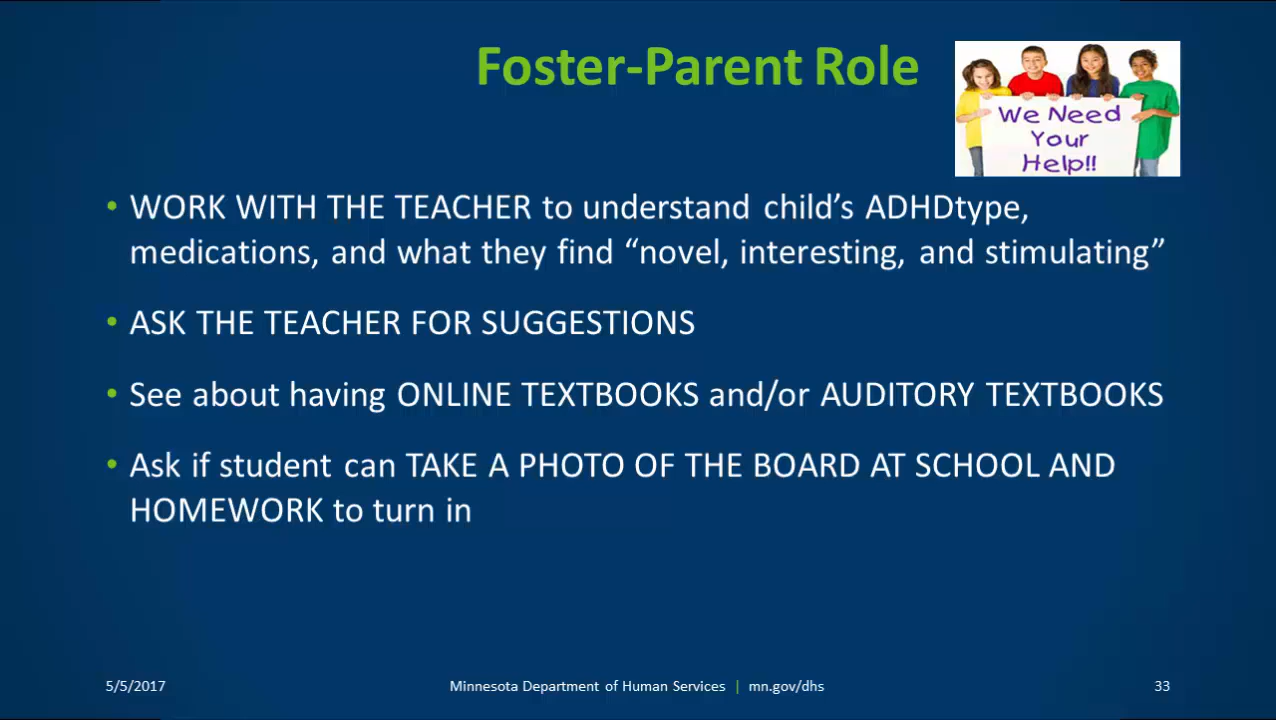 Foster-Parent Role
We Need
Your
Help!!
• WORK WITH THE TEACHER to understand child’s ADHDtype,
medications, and what they find “novel, interesting, and stimulating”
• ASK THE TEACHER FOR SUGGESTIONS
• See about having ONLINE TEXTBOOKS and/or AUDITORY TEXTBOOKS
• Ask if student can TAKE A PHOTO OF THE BOARD AT SCHOOL AND
HOMEWORK to turn in
5/5/2017
Minnesota Department of Human Services | mn.gov/dhs
33